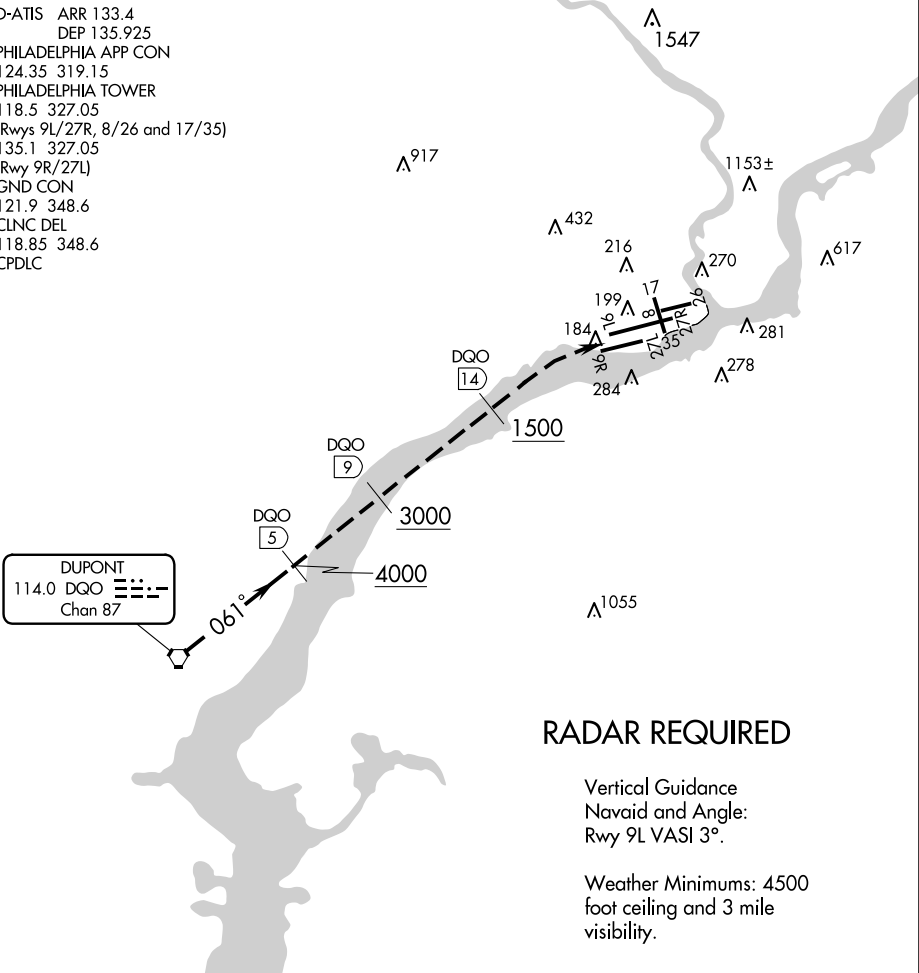 D-ATIS ARR 133.4
DEP 135.925
PHILADELPHIA APP CON
124.35 319.15
PHILADELPHIA TOWER
118.5 327.05
(Rwys 9L/27R, 8/26 and 17/35)
135.1 327.05
(Rwy 9R/27L)
GND CON
121.9 348.6
CLNC DEL
118.85 348.6
CPDLC
1547
917
1153±
432
216
270
617
17
26
199
8
9L
27R
184
281
27L
35
9R
DQO
14
284
278
1500
DQO
9
3000
DQO
5
4000
DUPONT
114.0 DQO
Chan 87
061°
1055
RADAR REQUIRED
Vertical Guidance
Navaid and Angle:
Rwy 9L VASI 3°.
Weather Minimums: 4500
foot ceiling and 3 mile
visibility.